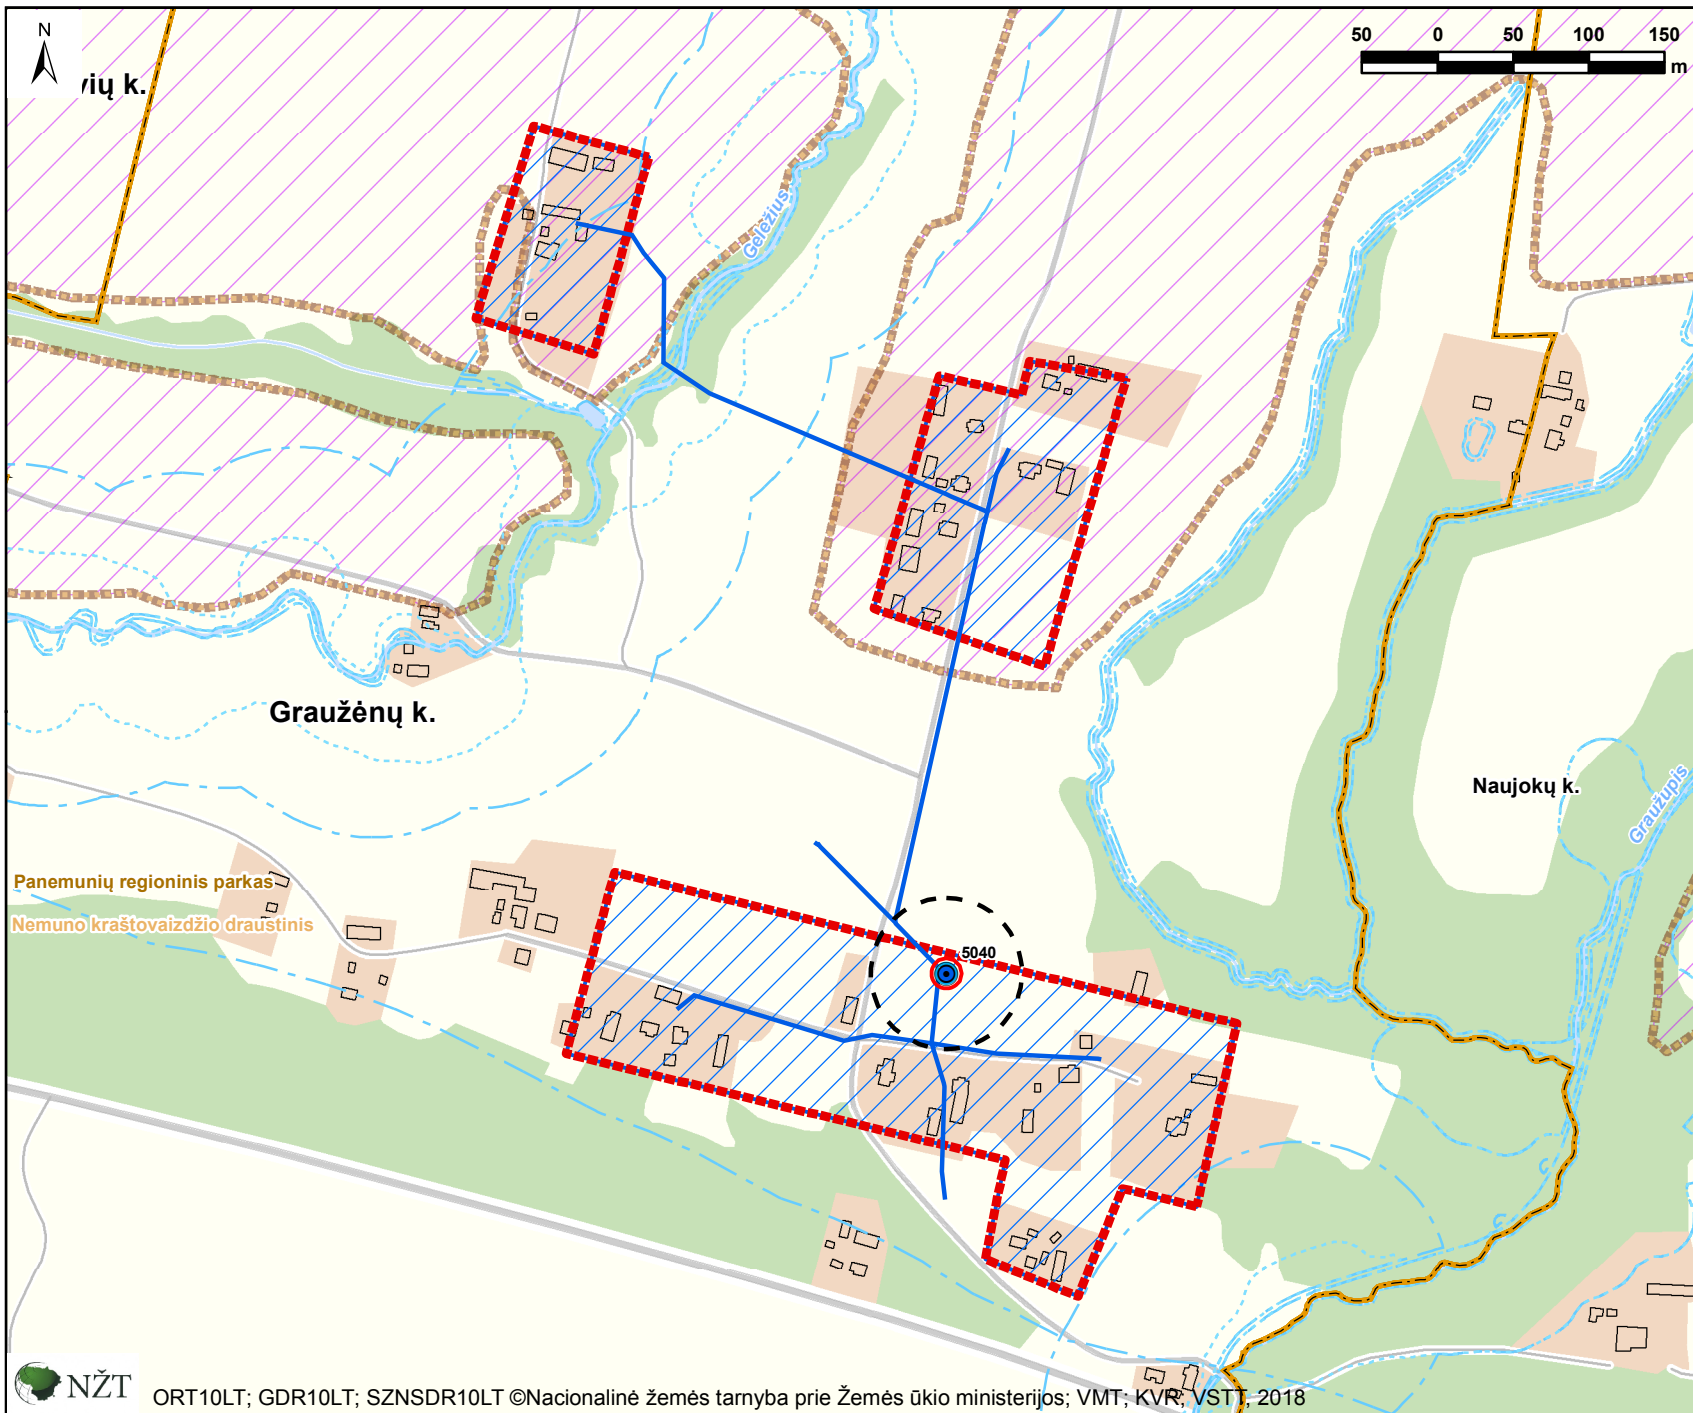 N
vių k.
50 0 50 100 150
m
Geležius
Graužėnų k.
Naujokų k.
Graužupis
Panemunių regioninis parkas
Nemuno kraštovaizdžio draustinis
5040
NŽT
ORT10LT; GDR10LT; SZNSDR10LT ©Nacionalinė žemės tarnyba prie Žemės ūkio ministerijos; VMT; KVR; VSTT, 2018